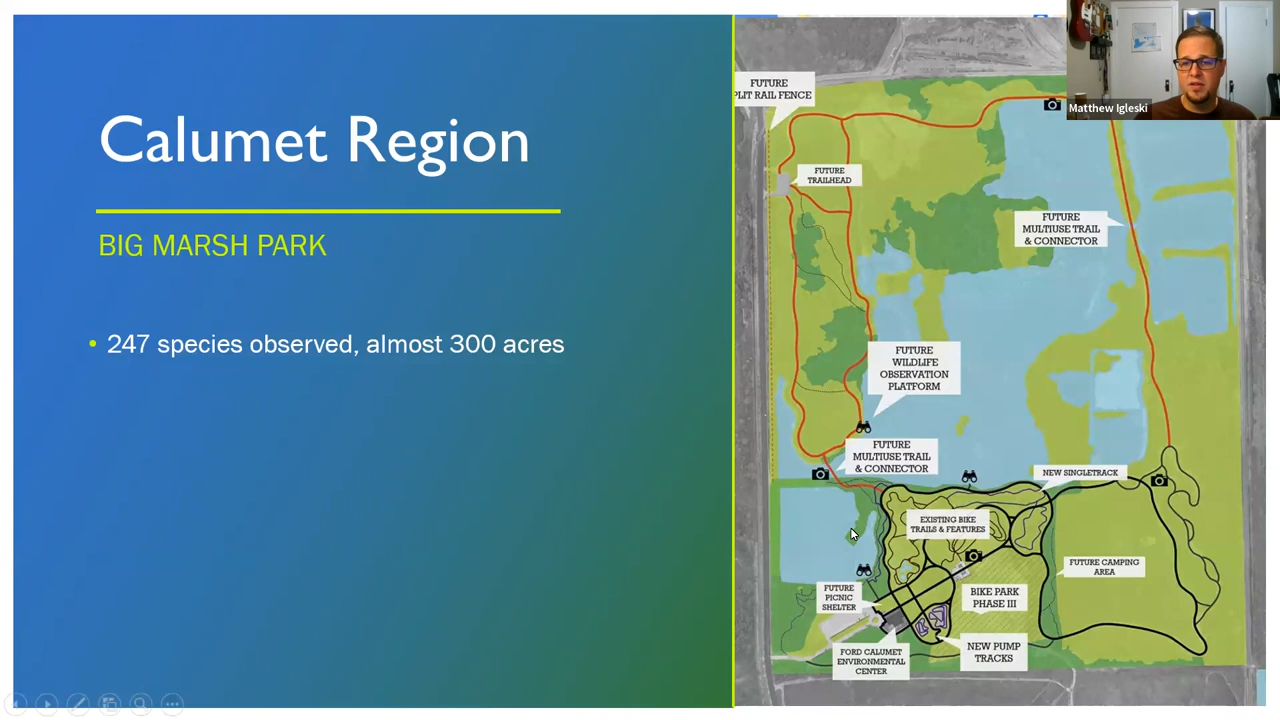 Calumet Region
BIG MARSH PARK
• 247 species observed, almost 300 acres
FUTURE
PLIT RAIL FENCE
FUTURE
TRAILHEAD
FUTURE
MULTIUSE TRAIL
& CONNECTOR
FUTURE
WILDLIFE
OBSERVATION
PLATFORM
FUTURE
MULTIUSE TRAIL
& CONNECTOR
NEW SINGLETRACK
EXISTING BIKE
TRAILS & FEATURES
FUTURE CAMPING
AREA
FUTURE
PICNIC
SHELTER
BIKE PARK
PHASE III
FORD CALUMET
ENVIRONMENTAL
CENTER
NEW PUMP
TRACKS
Matthew Igleski